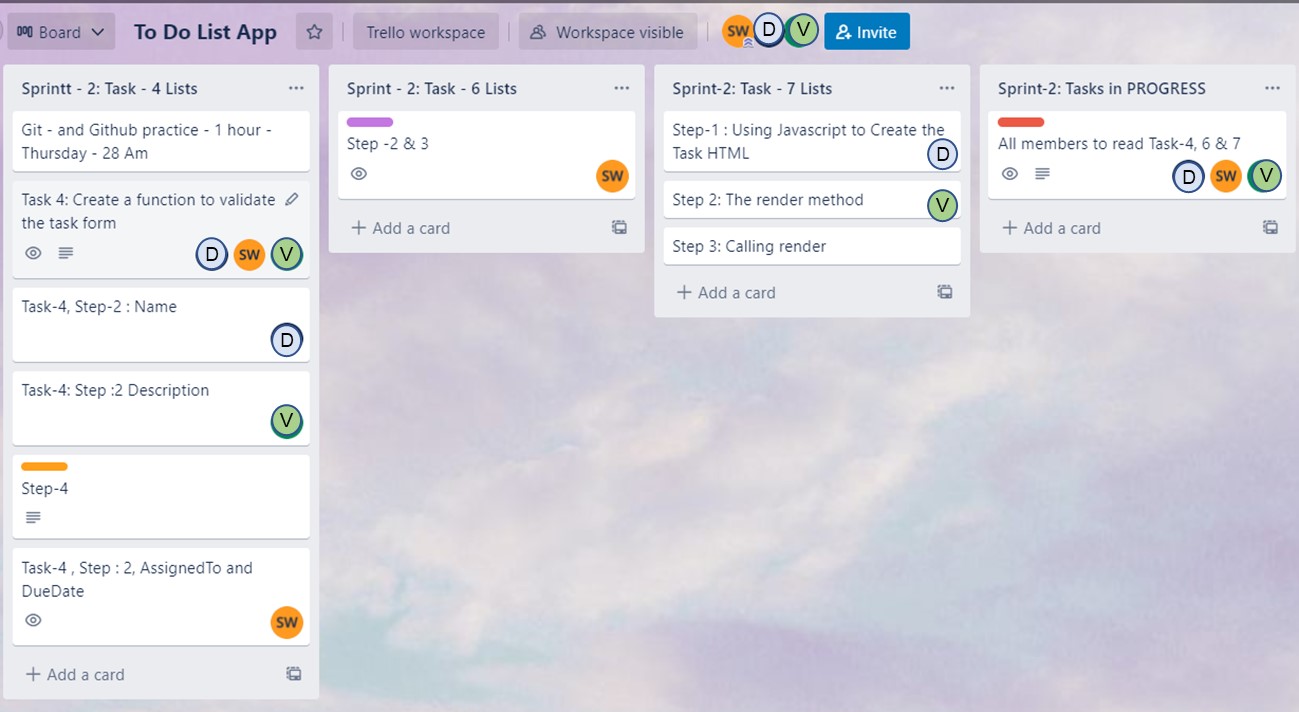 Board
To Do List App
Trello workspace
Workspace visible
SW
D
V
Invite
Sprintt - 2: Task - 4 Lists
Git - and Github practice - 1 hour -
Thursday - 28 Am
Task 4: Create a function to validate
the task form
D
SW
V
Task-4, Step-2 : Name
D
Task-4: Step :2 Description
V
Step-4
Task-4 , Step : 2, AssignedTo and
DueDate
SW
+ Add a card
Sprint - 2: Task - 6 Lists
Step -2 & 3
SW
+ Add a card
Sprint-2: Task - 7 Lists
Step-1 : Using Javascript to Create the
Task HTML
D
Step 2: The render method
V
Step 3: Calling render
+ Add a card
Sprint-2: Tasks in PROGRESS
All members to read Task-4, 6 & 7
D
SW
V
+ Add a card